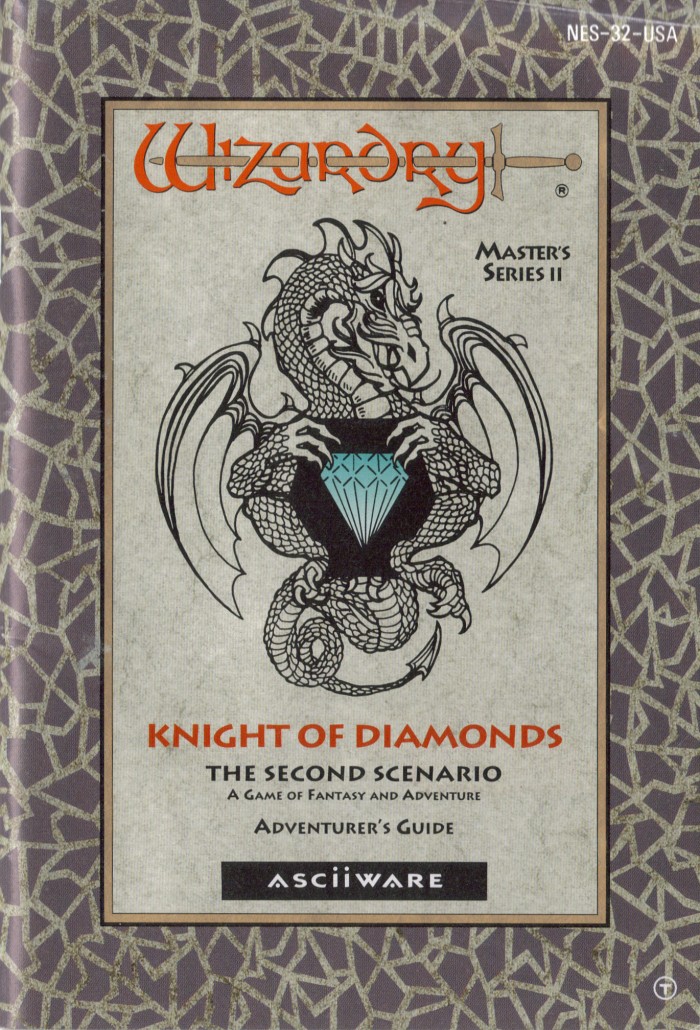 NES-32-USA
Wizardry
®
MASTER'S
SERIES II
KNIGHT OF DIAMONDS
THE SECOND SCENARIO
A GAME OF FANTASY AND ADVENTURE
ADVENTURER'S GUIDE
ASCiiWARE
T